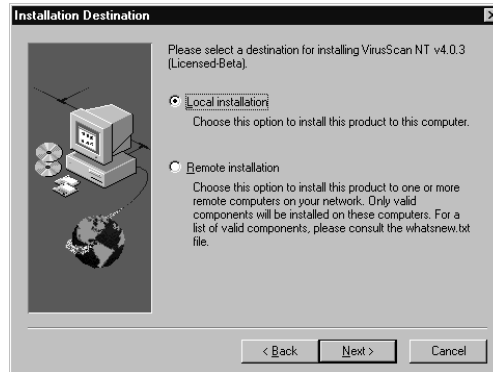 Installation Destination
Please select a destination for installing VirusScan NT v4.0.3
(Licensed-Beta).
Local installation
Choose this option to install this product to this computer.
Remote installation
Choose this option to install this product to one or more
remote computers on your network. Only valid
components will be installed on these computers. For a
list of valid components, please consult the whatsnew.txt
file.
< Back Next > Cancel